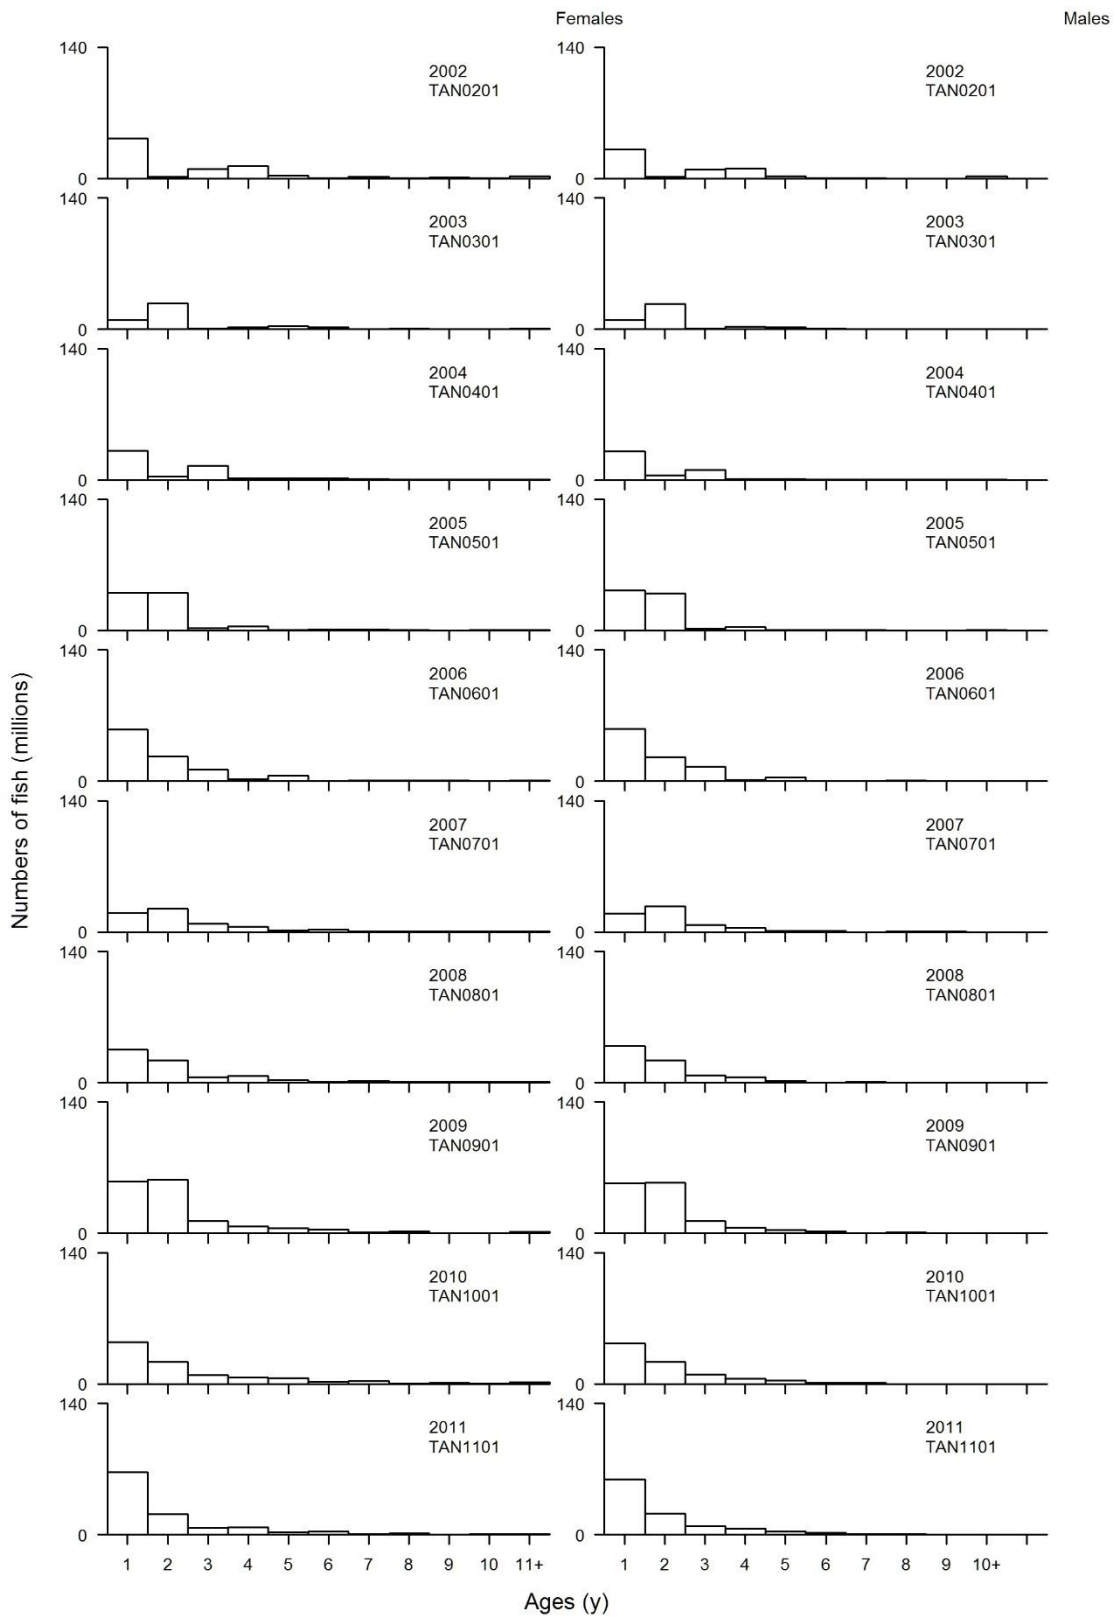 Females Males
140 2002 140 2002
TAN0201 TAN0201
0 0
140 2003 140 2003
TAN0301 TAN0301
0 0
140 2004 140 2004
TAN0401 TAN0401
0 0
140 2005 140 2005
TAN0501 TAN0501
0 0
140 2006 140 2006
TAN0601 TAN0601
0 0
140 2007 140 2007
TAN0701 TAN0701
0 0
140 2008 140 2008
TAN0801 TAN0801
0 0
140 2009 140 2009
TAN0901 TAN0901
0 0
140 2010 140 2010
TAN1001 TAN1001
0 0
140 2011 140 2011
TAN1101 TAN1101
0 0
1 2 3 4 5 6 7 8 9 10 11+ 1 2 3 4 5 6 7 8 9 10+
Ages (y)
Numbers of fish (millions)